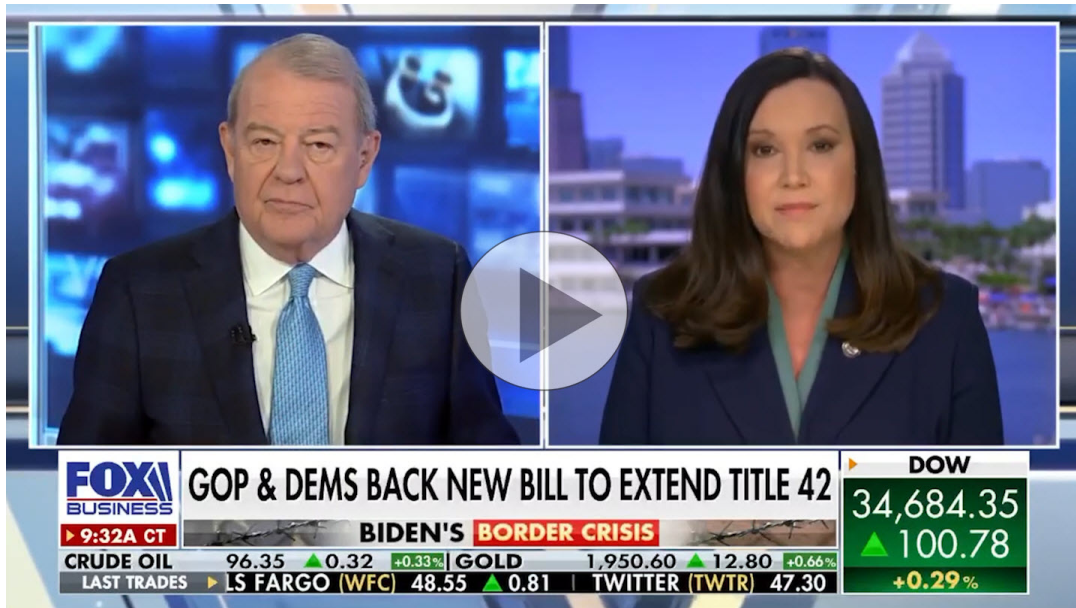 FOX
BUSINESS
9:32A CT
GOP & DEMS BACK NEW BILL TO EXTEND TITLE 42
BIDEN'S BORDER CRISIS
DOW
34,684.35
100.78
+0.29%
CRUDE OIL 96.35 0.32 +0.33% GOLD 1,950.60 12.80 +0.66%
LAST TRADES LS FARGO (WFC) 48.55 0.81 TWITTER (TWTR) 47.30